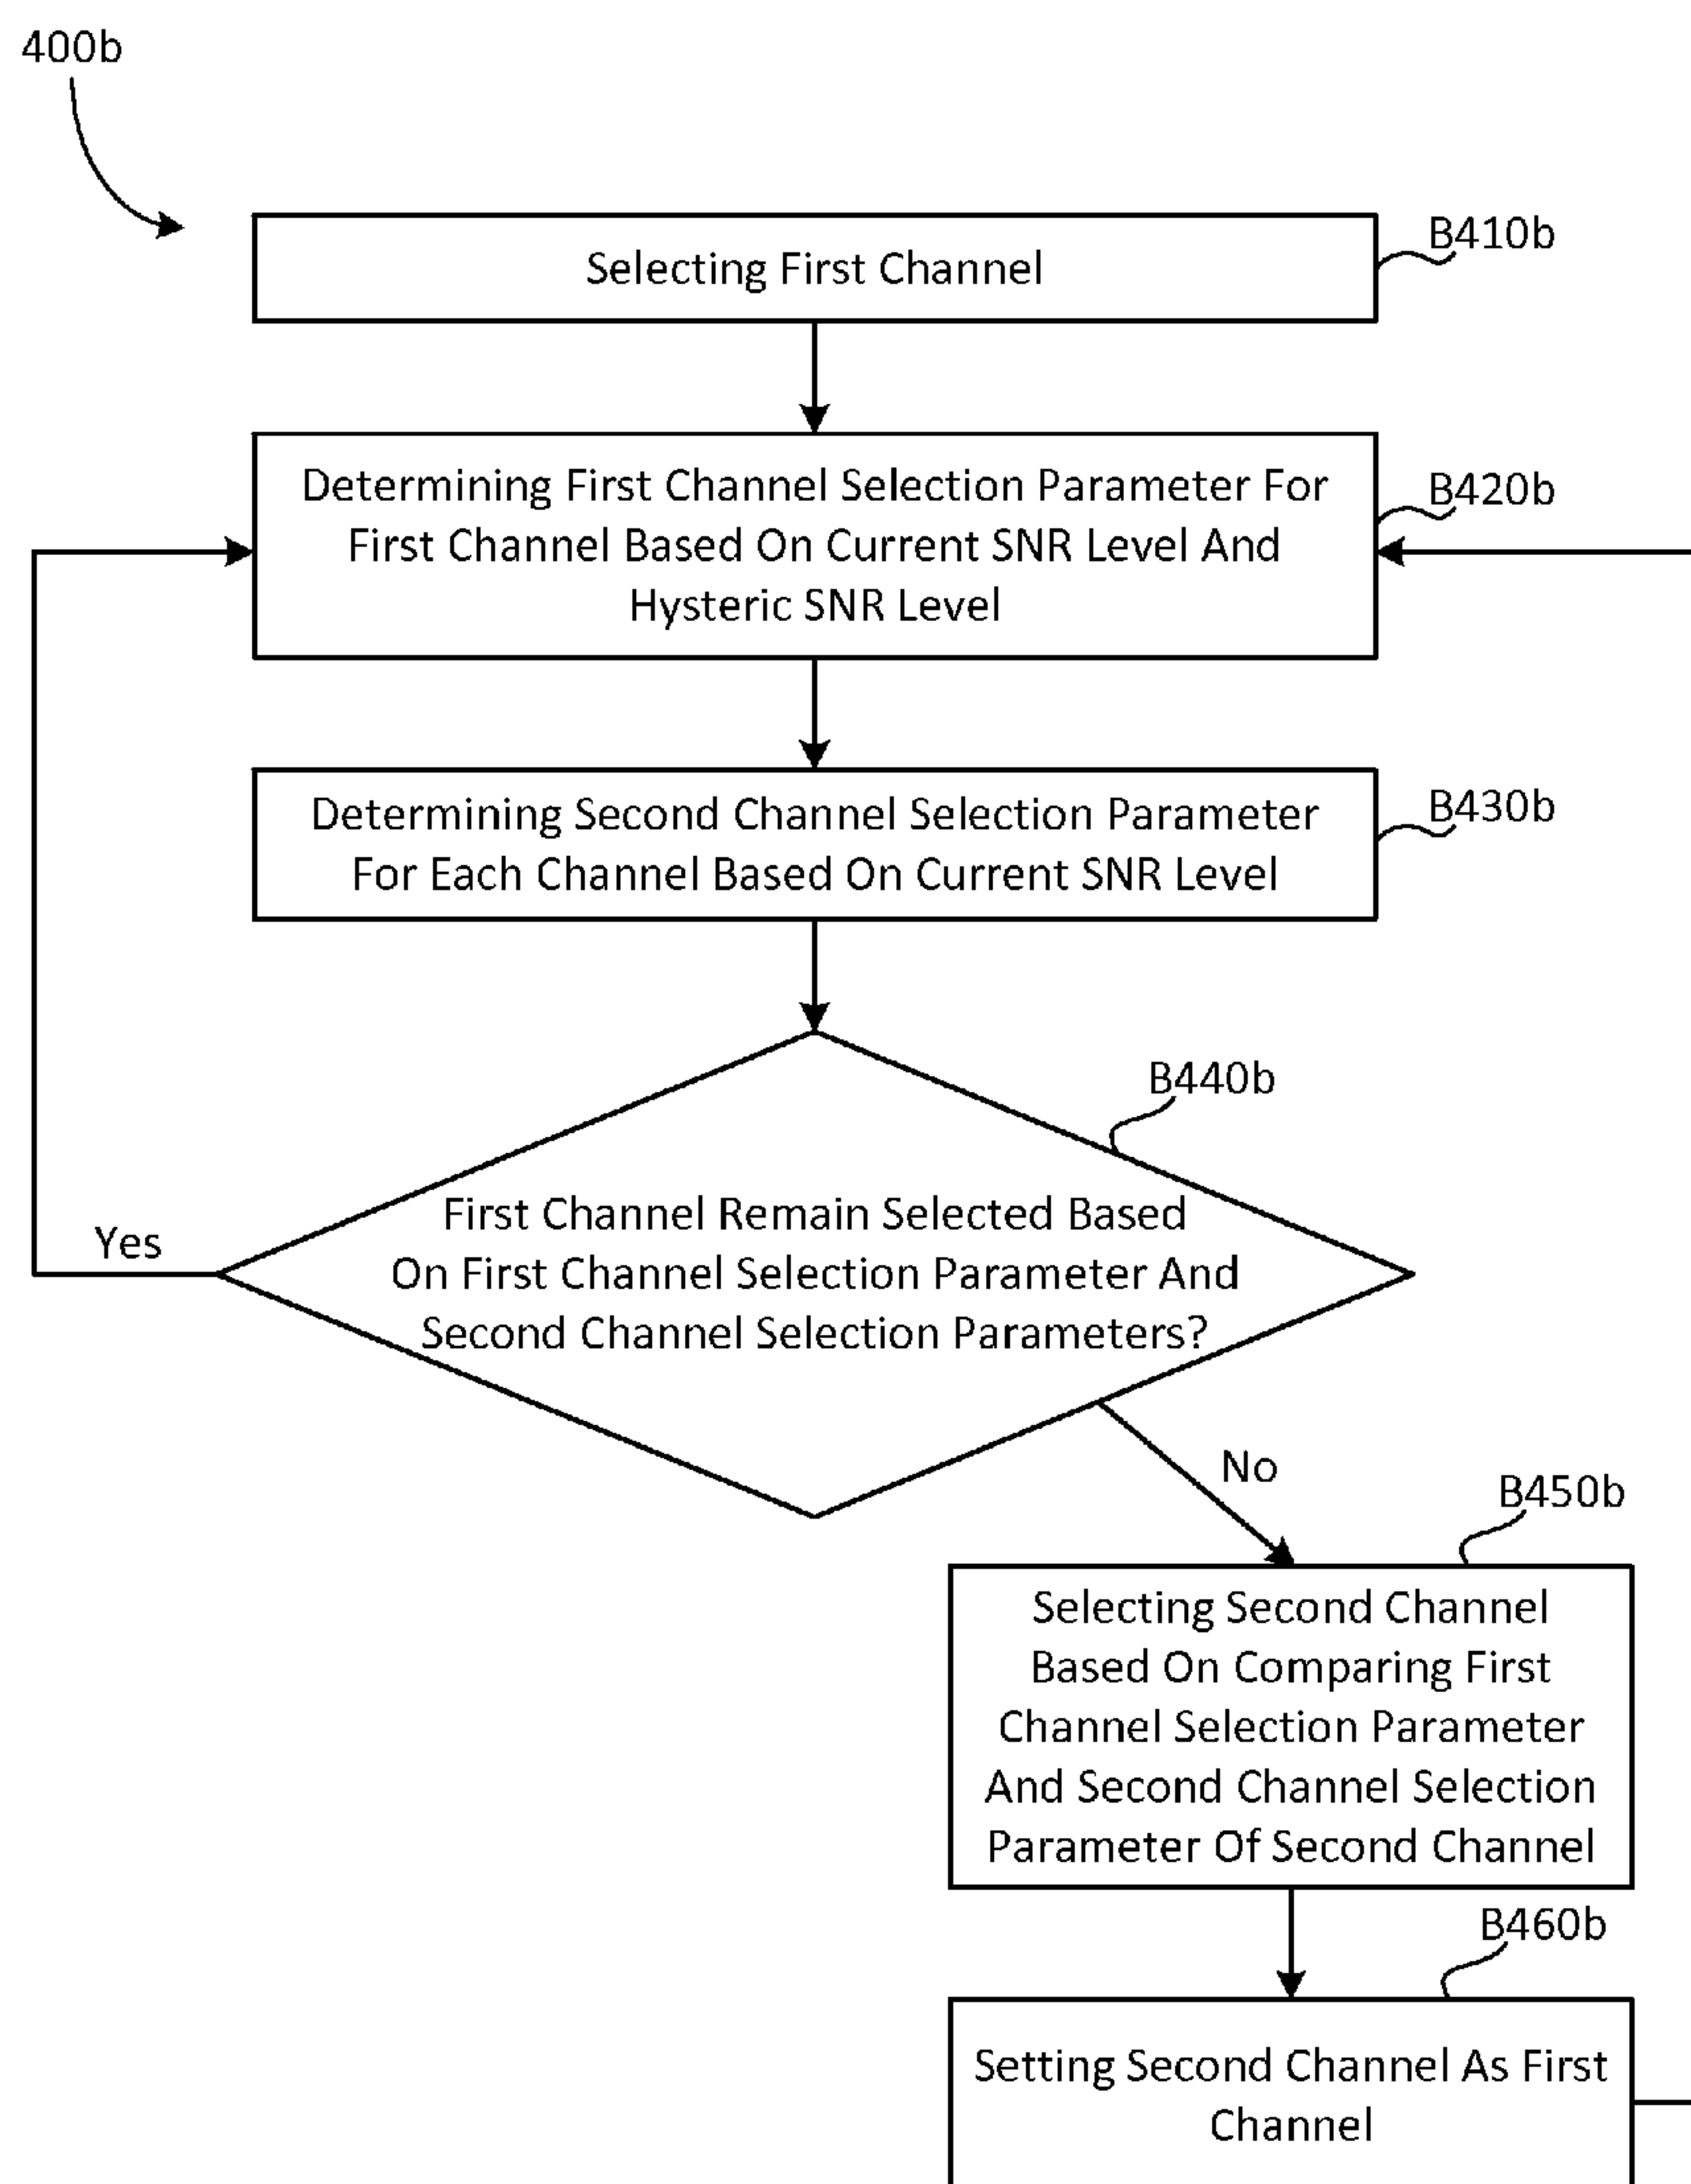 400b
Selecting First Channel
B410b
Determining First Channel Selection Parameter For
First Channel Based On Current SNR Level And
Hysteric SNR Level
B420b
Determining Second Channel Selection Parameter
For Each Channel Based On Current SNR Level
B430b
B440b
First Channel Remain Selected Based
On First Channel Selection Parameter And
Second Channel Selection Parameters?
Yes
No
B450b
Selecting Second Channel
Based On Comparing First
Channel Selection Parameter
And Second Channel Selection
Parameter Of Second Channel
B460b
Setting Second Channel As First
Channel